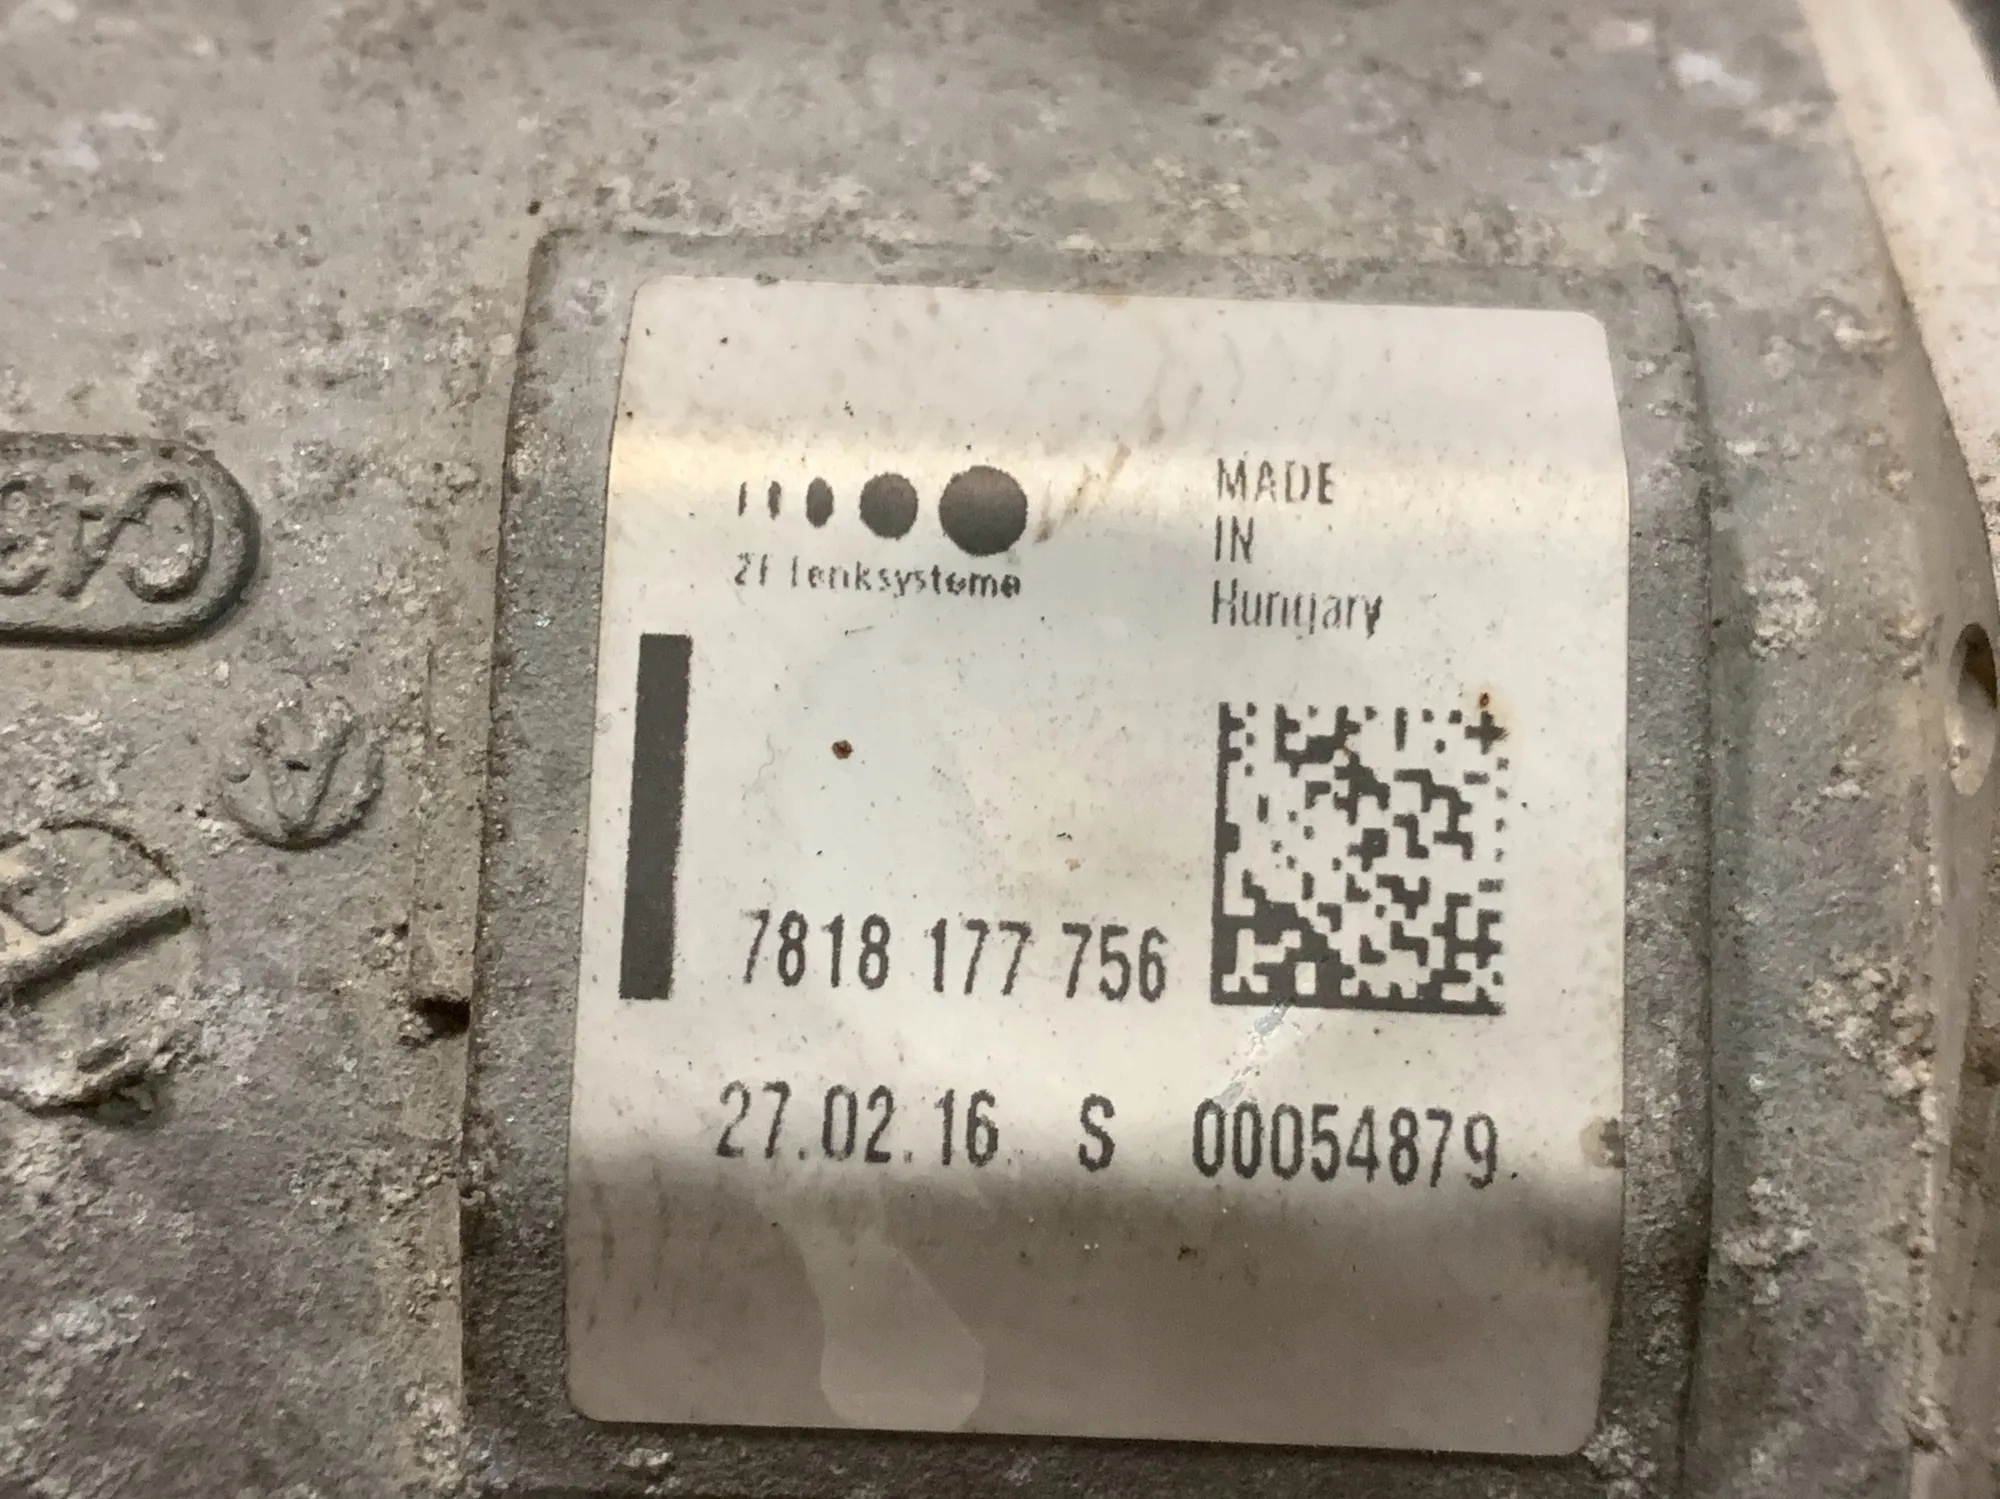 ZF Lenksysteme
MADE
IN
Hungary
7818 177 756
27.02.16 S 00054879